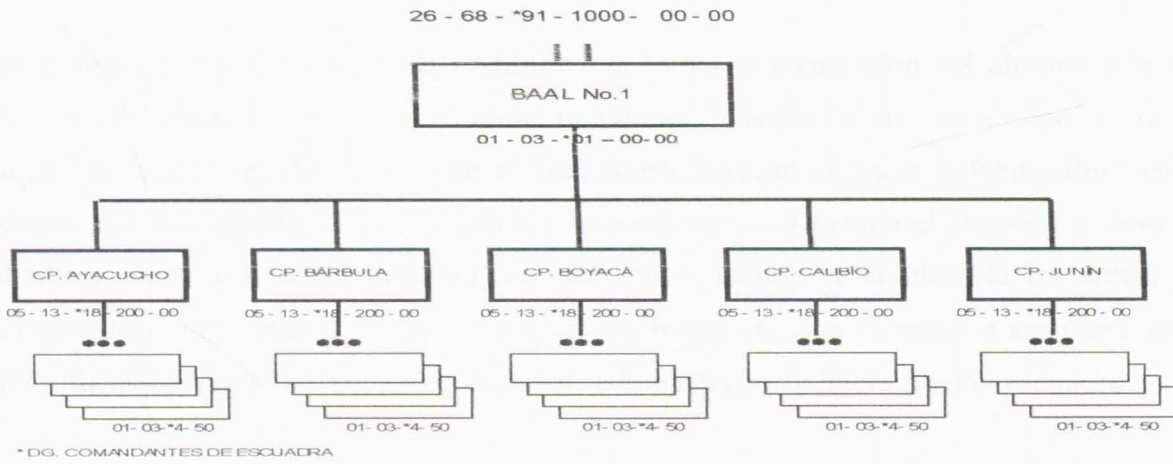 26 - 68 - *91 - 1000 - 00 - 00
BAAL No.1
01 - 03 - *01 – 00-00
CP. AYACUCHO CP. BÁRBULA CP. BOYACÁ CP. CALIBÍO CP. JUNÍN
05 - 13 - *18 - 200 - 00 05 - 13 - *18 - 200 - 00 05 - 13 - *18 - 200 - 00 05 - 13 - *18 - 200 - 00 05 - 13 - *18 - 200 - 00
01 - 03-*4- 50 01- 03-*4- 50 01- 03-*4- 50 01- 03-*4- 50 01- 03-*4- 50
* DG. COMANDANTES DE ESCUADRA